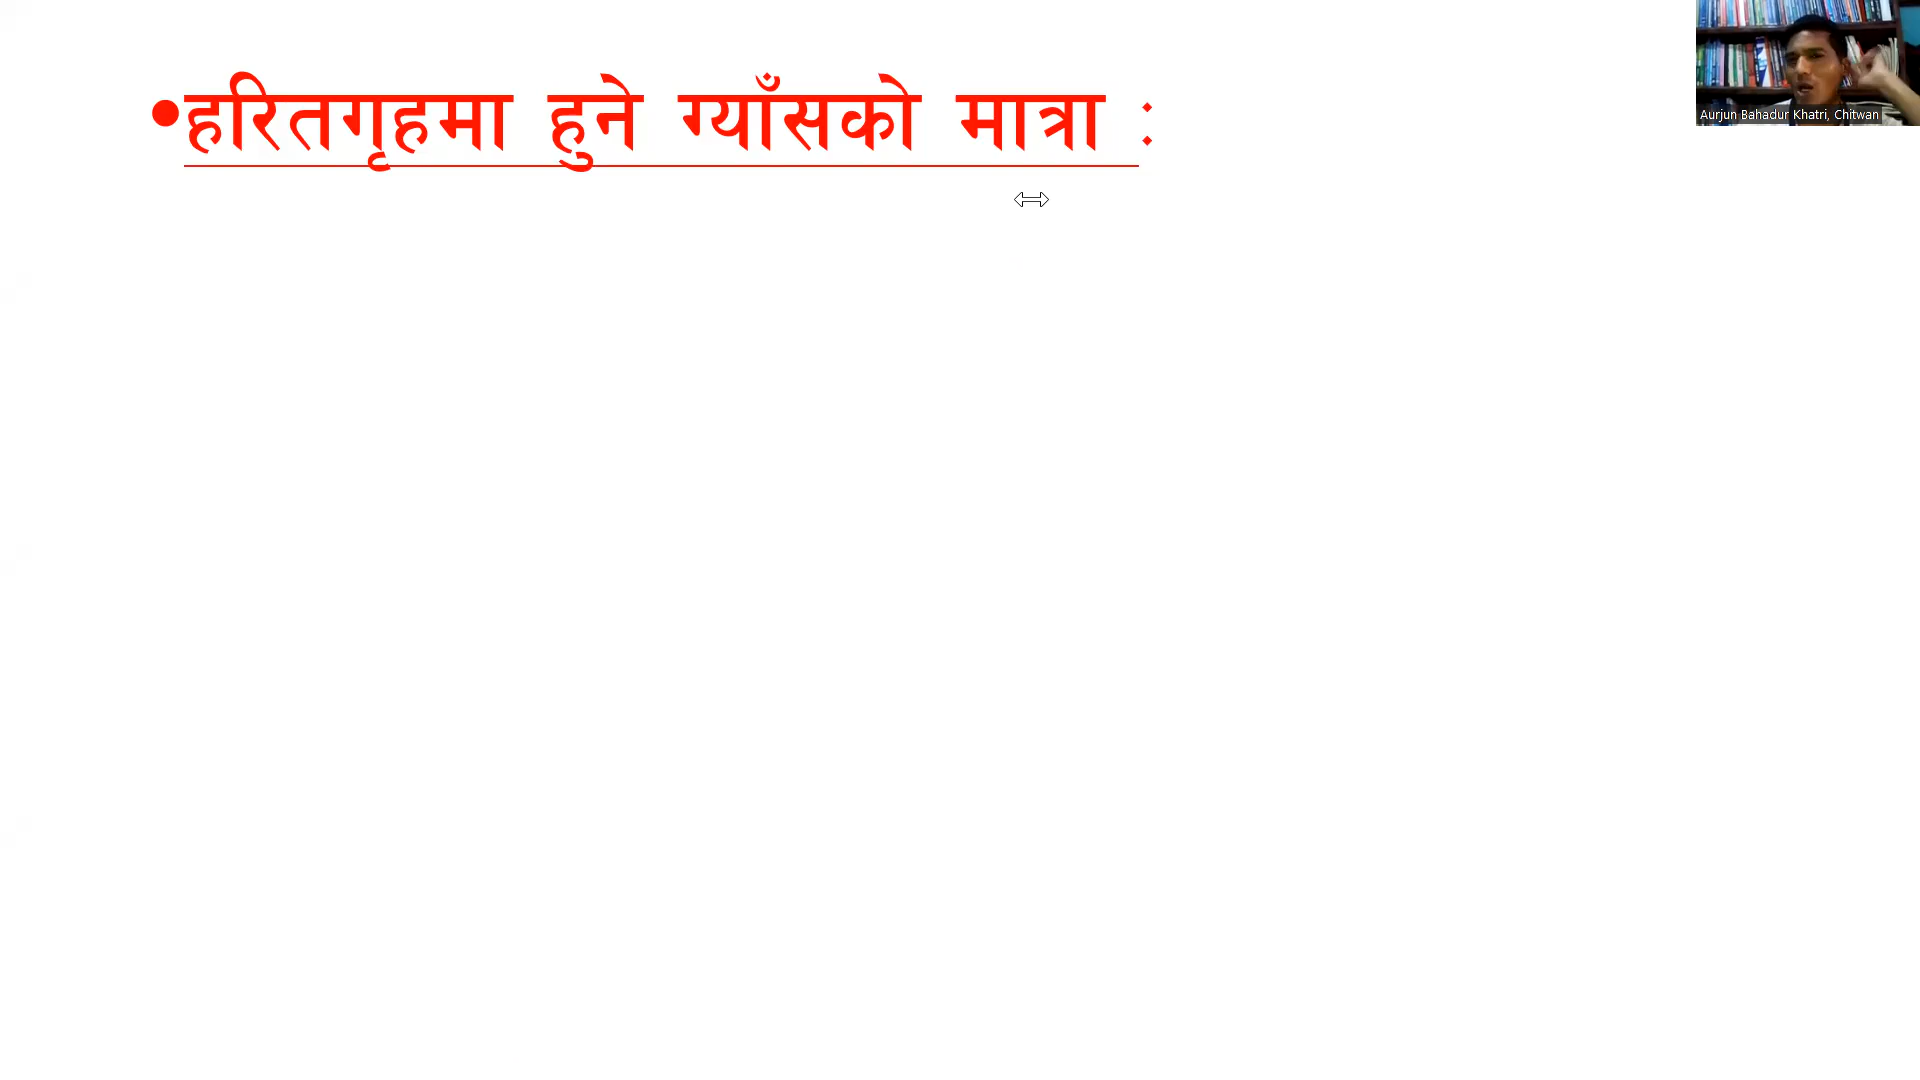 •हरितगृहमा हुने ग्याँसको मात्रा :
Aurjun Bahadur Khatri, Chitwan